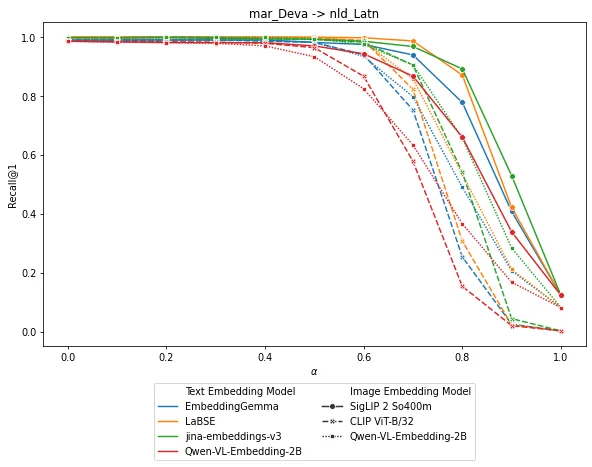 mar_Deva -> nld_Latn
1.0
0.8
0.6
0.4
0.2
0.0
Recall@1
0.0 0.2 0.4 0.6 0.8 1.0
α
Text Embedding Model
EmbeddingGemma
LaBSE
jina-embeddings-v3
Qwen-VL-Embedding-2B
Image Embedding Model
SigLIP 2 So400m
CLIP ViT-B/32
Qwen-VL-Embedding-2B